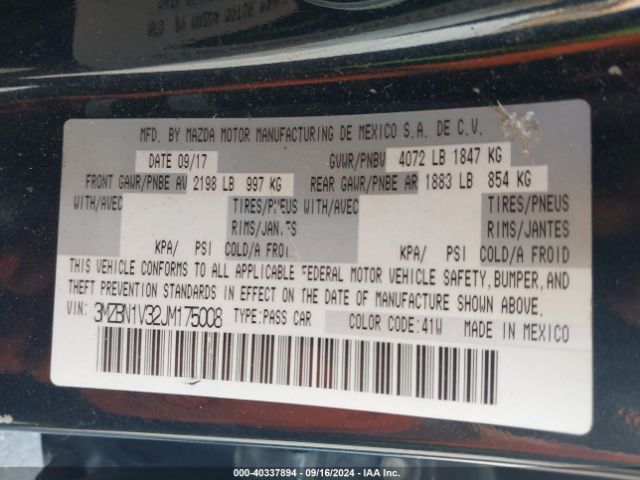 MFD. BY MAZDA MOTOR MANUFACTURING DE MEXICO S.A. DE C.V.
DATE 09/17 GVWR/PNBV 4072 LB 1847 KG
FRONT GAWR/PNBE AV 2198 LB 997 KG REAR GAWR/PNBE AR 1883 LB 854 KG
WITH/AVEC TIRES/PNEUS WITH/AVEC TIRES/PNEUS
RIMS/JANTES RIMS/JANTES
KPA/ PSI COLD/A FROID KPA/ PSI COLD/A FROID
THIS VEHICLE CONFORMS TO ALL APPLICABLE FEDERAL MOTOR VEHICLE SAFETY, BUMPER, AND
THEFT PREVENTION STANDARDS IN EFFECT ON THE DATE OF MANUFACTURE SHOWN ABOVE.
VIN: 3MZBN1V32JM175008 TYPE:PASS CAR COLOR CODE:41W MADE IN MEXICO
000-40337894 - 09/16/2024 - IAA Inc.